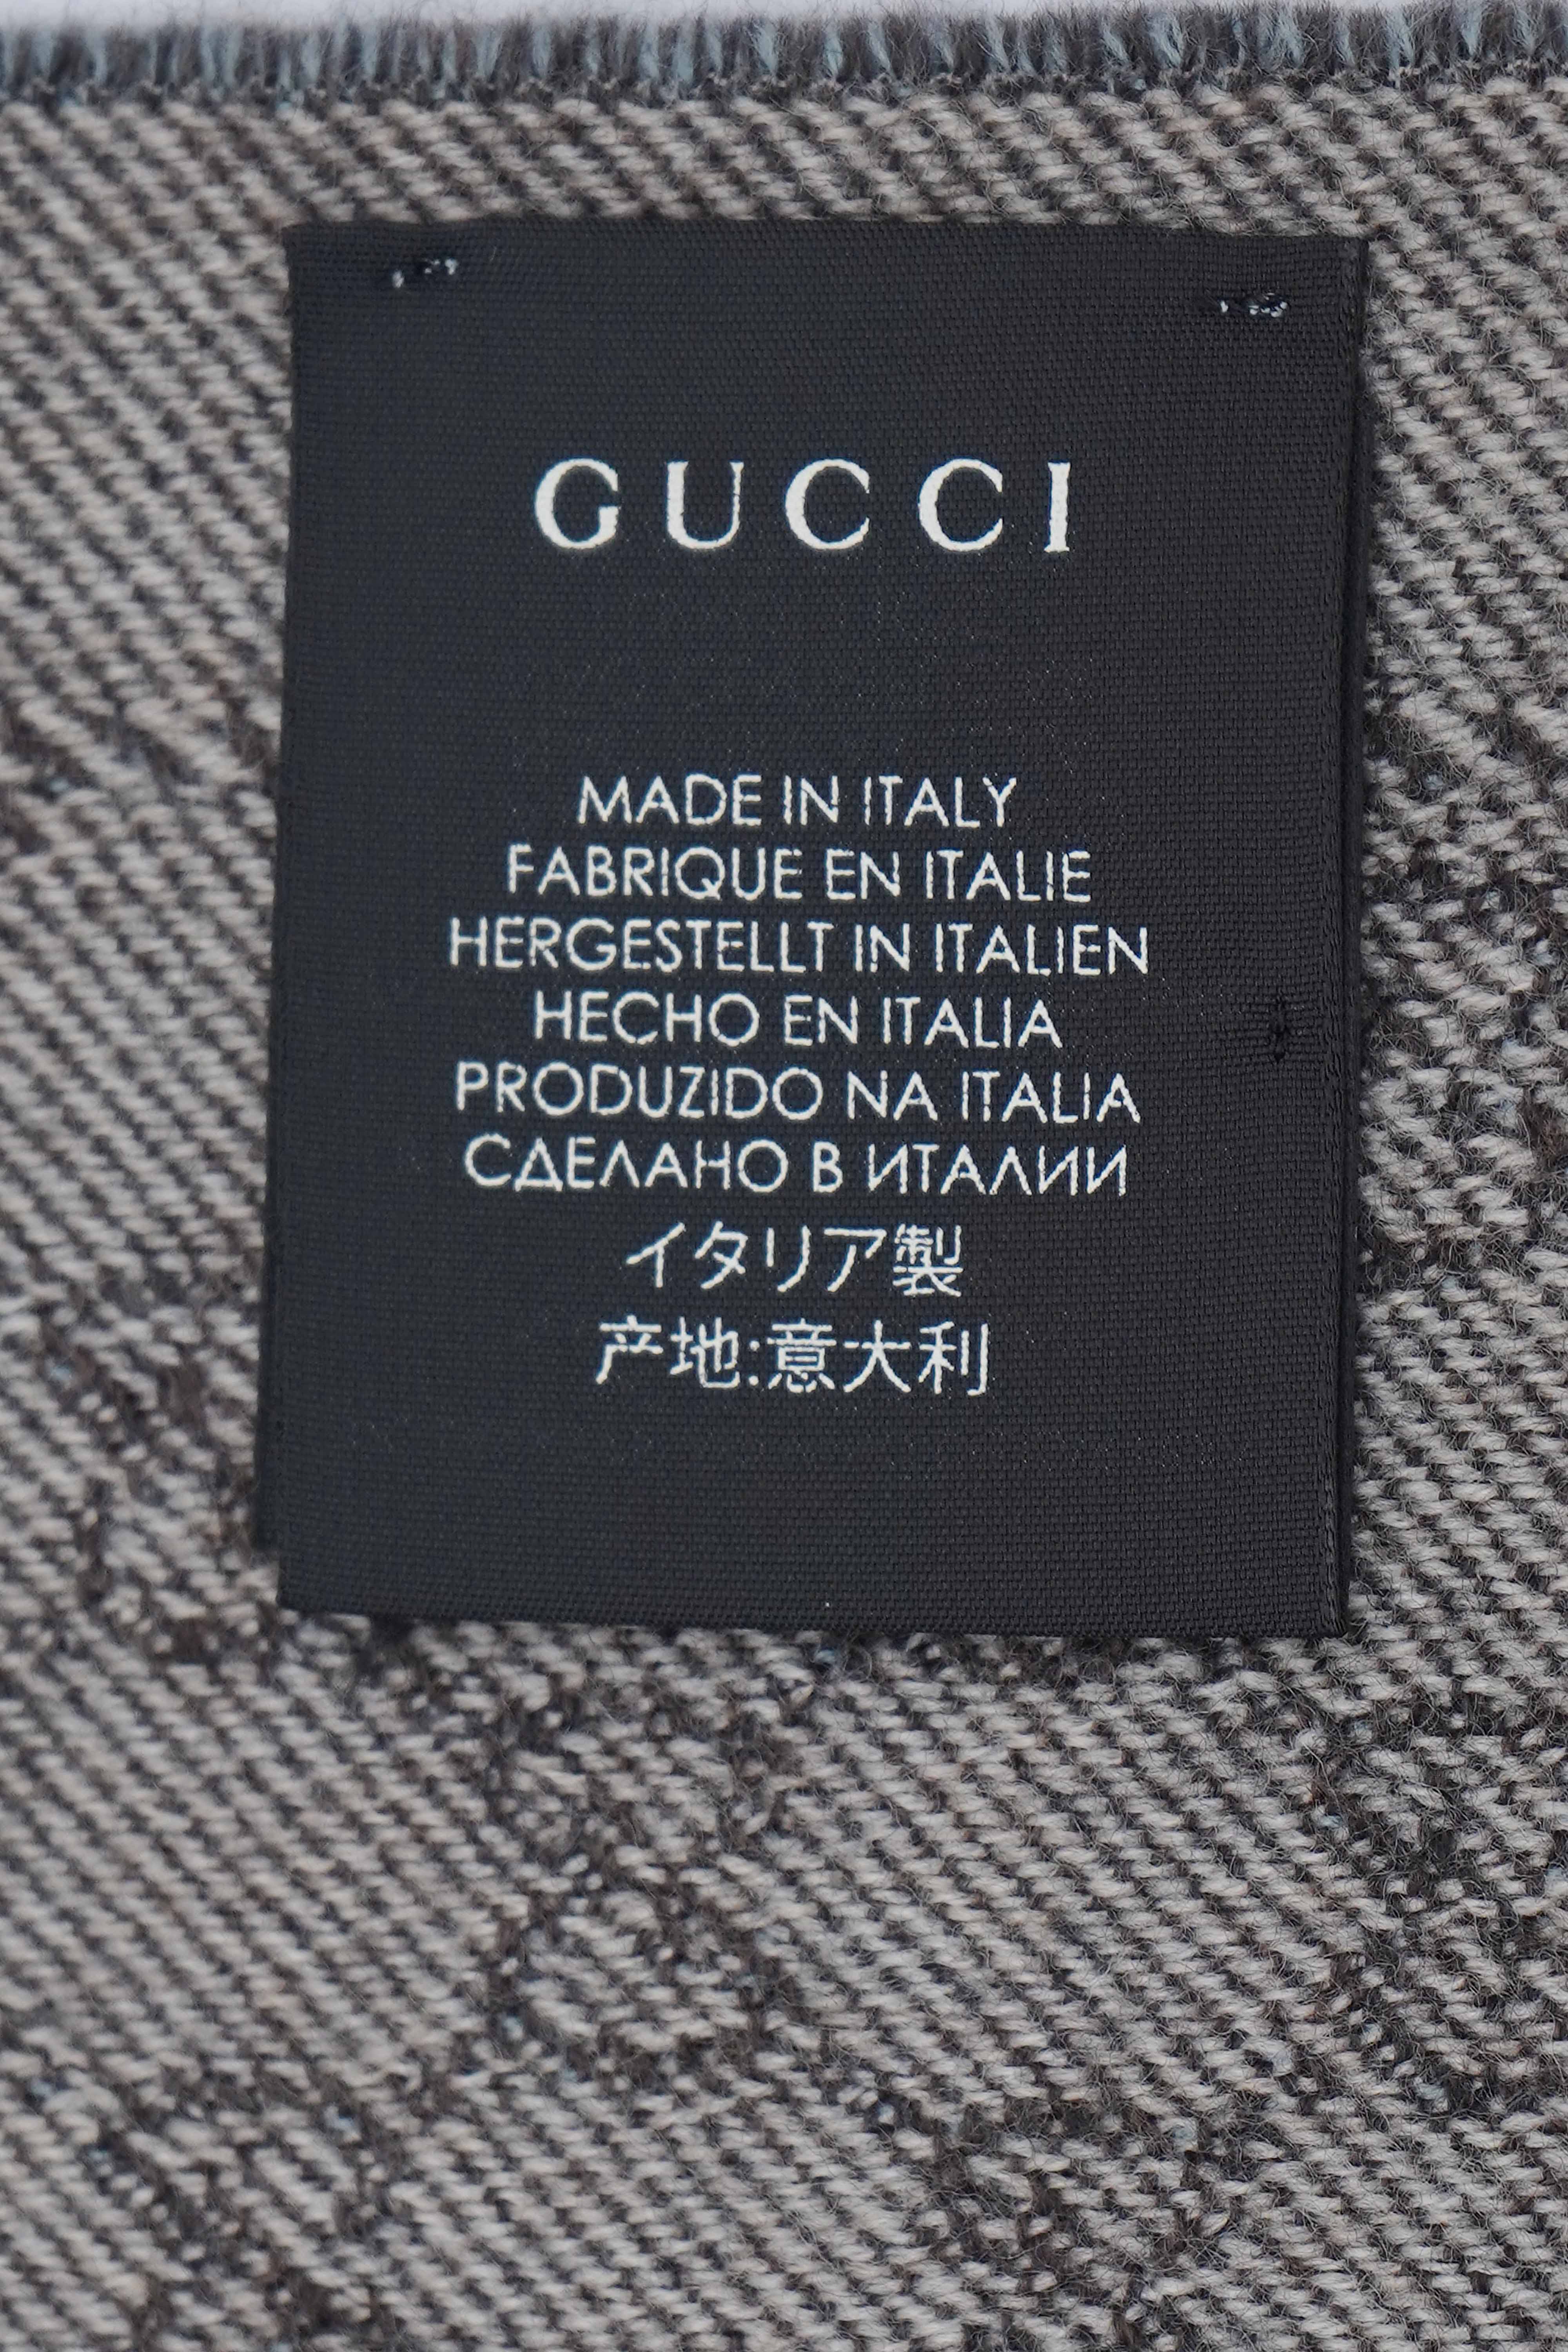 GUCCI
MADE IN ITALY
FABRIQUE EN ITALIE
HERGESTELLT IN ITALIEN
HECHO EN ITALIA
PRODUZIDO NA ITALIA
СДЕЛАНО В ИТАЛИИ
イタリア製
产地:意大利